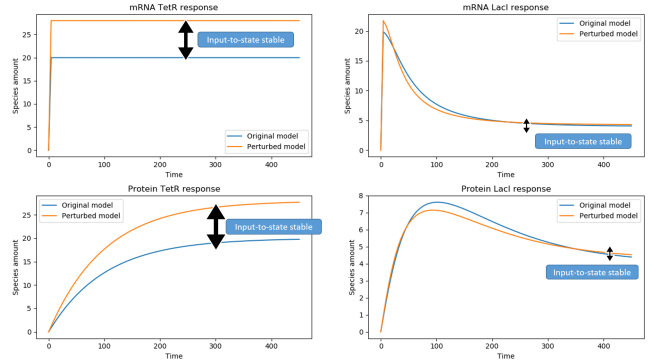 mRNA TetR response
Species amount
25
20
15
10
5
0
Input-to-state stable
Original model
Perturbed model
0
100
200
300
400
Time
mRNA LacI response
Species amount
20
15
10
5
0
Original model
Perturbed model
Input-to-state stable
0
100
200
300
400
Time
Protein TetR response
Species amount
25
20
15
10
5
0
Original model
Perturbed model
Input-to-state stable
0
100
200
300
400
Time
Protein LacI response
Species amount
8
7
6
5
4
3
2
1
0
Original model
Perturbed model
Input-to-state stable
0
100
200
300
400
Time